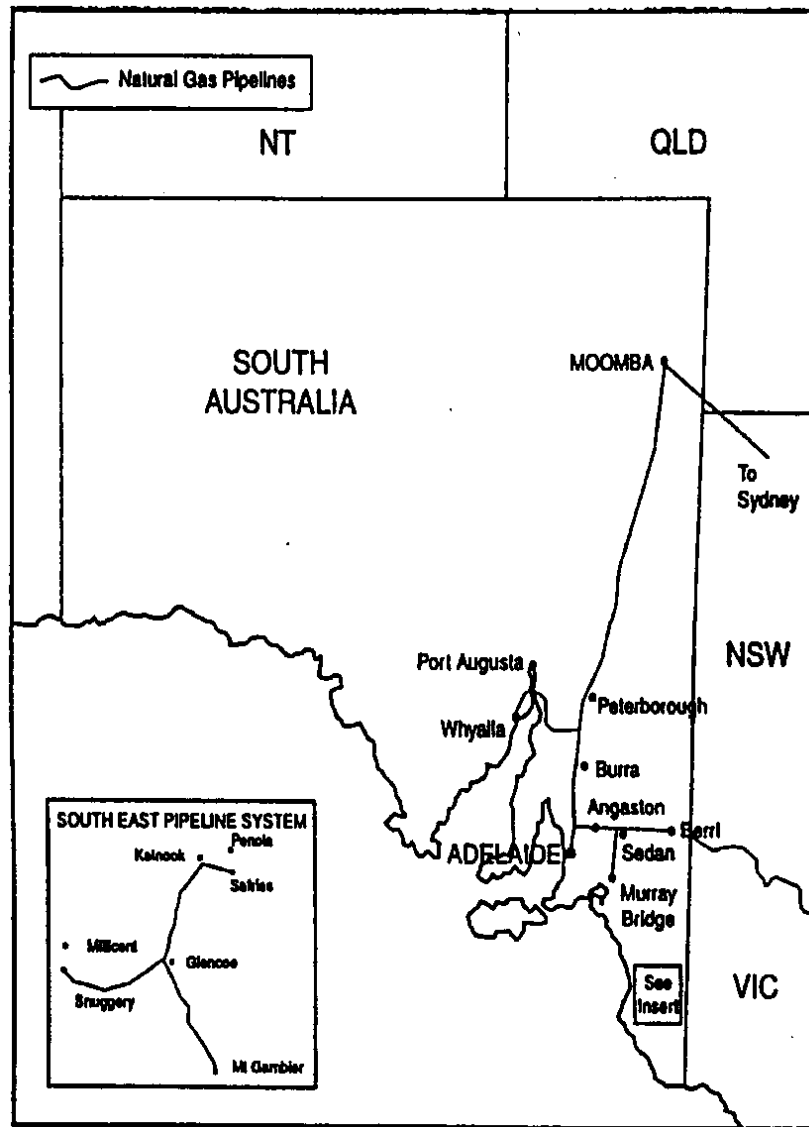 Natural Gas Pipelines
NT
QLD
SOUTH
AUSTRALIA
MOOMBA
To
Sydney
NSW
Port Augusta
Peterborough
Whyalla
Burra
Angaston
Berri
ADELAIDE
Sedan
Murray
Bridge
See
Insert
VIC
SOUTH EAST PIPELINE SYSTEM
Penola
Katnook
Safries
Millicent
Glencoe
Snuggery
Mt Gambier